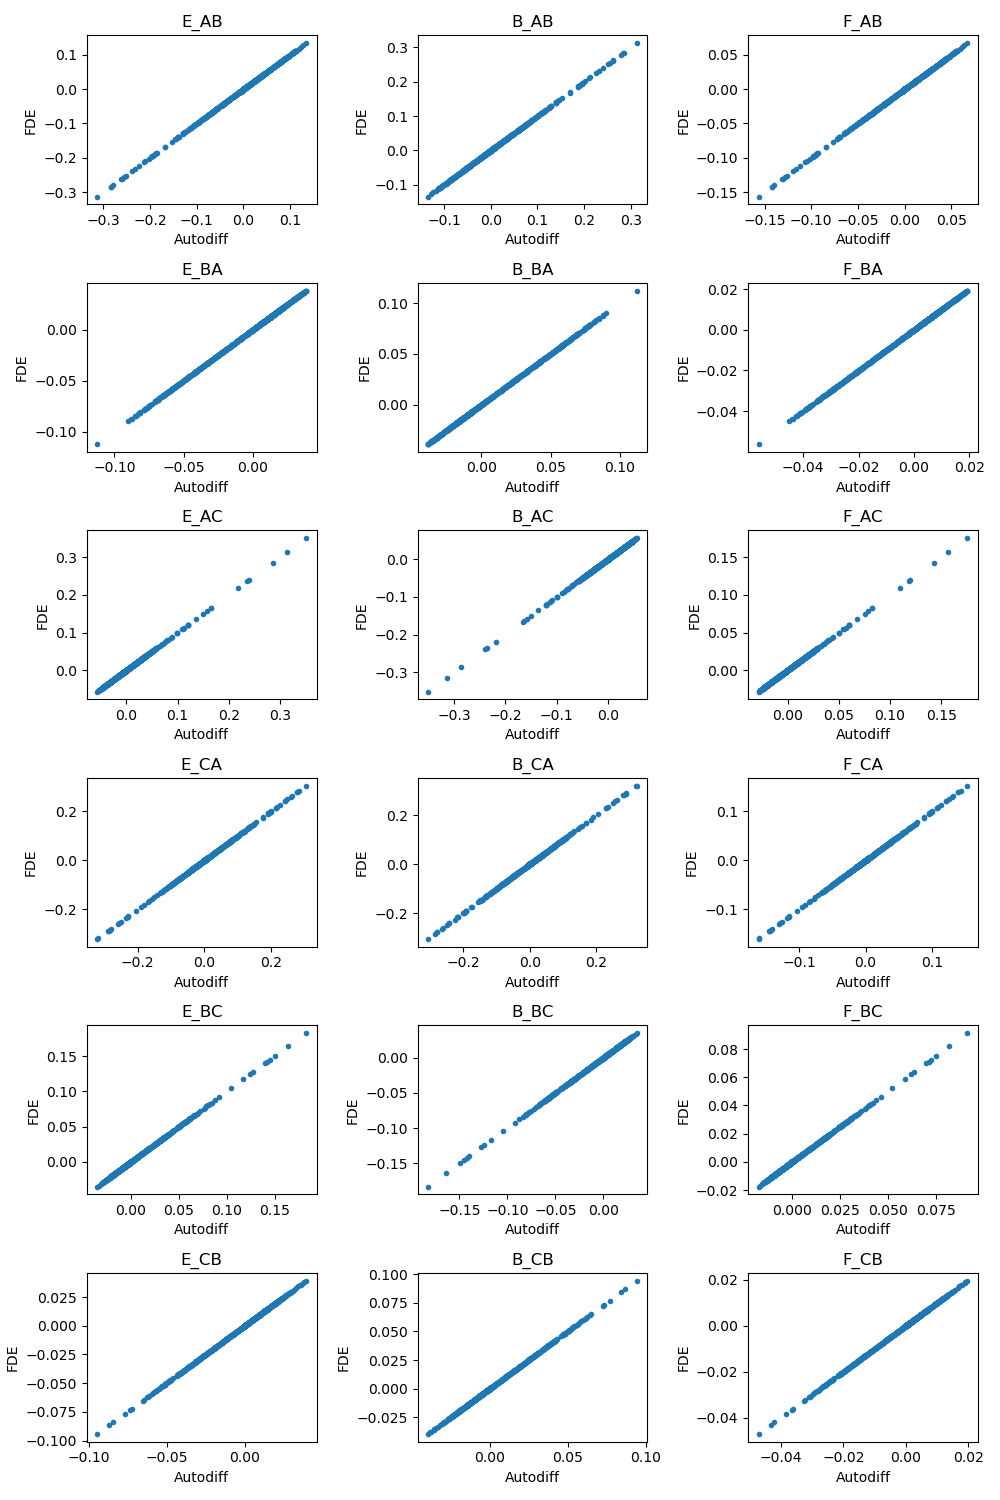 E_AB B_AB F_AB
0.1 0.3 0.05
0.0 0.2 0.00
−0.1 0.1 −0.05
−0.2 0.0 −0.10
−0.3 −0.1 −0.15
FDE FDE FDE
−0.3 −0.2 −0.1 0.0 0.1 −0.1 0.0 0.1 0.2 0.3 −0.15 −0.10 −0.05 0.00 0.05
Autodiff Autodiff Autodiff
E_BA B_BA F_BA
0.00 0.10 0.02
−0.05 0.05 0.00
−0.10 0.00 −0.02
−0.04
FDE FDE FDE
−0.10 −0.05 0.00 0.00 0.05 0.10 −0.04 −0.02 0.00 0.02
Autodiff Autodiff Autodiff
E_AC B_AC F_AC
0.3 0.0 0.15
0.2 −0.1 0.10
0.1 −0.2 0.05
0.0 −0.3 0.00
FDE FDE FDE
0.0 0.1 0.2 0.3 −0.3 −0.2 −0.1 0.0 0.00 0.05 0.10 0.15
Autodiff Autodiff Autodiff
E_CA B_CA F_CA
0.2 0.2 0.1
0.0 0.0 0.0
−0.2 −0.2 −0.1
FDE FDE FDE
−0.2 0.0 0.2 −0.2 0.0 0.2 −0.1 0.0 0.1
Autodiff Autodiff Autodiff
E_BC B_BC F_BC
0.15 0.00 0.08
0.10 −0.05 0.06
0.05 −0.10 0.04
0.00 −0.15 0.02
0.00
−0.02
FDE FDE FDE
0.00 0.05 0.10 0.15 −0.15 −0.10 −0.05 0.00 0.000 0.025 0.050 0.075
Autodiff Autodiff Autodiff
E_CB B_CB F_CB
0.025 0.100 0.02
0.000 0.075 0.00
−0.025 0.050 −0.02
−0.050 0.025 −0.04
−0.075 0.000
−0.100 −0.025
FDE FDE FDE
−0.10 −0.05 0.00 0.00 0.05 0.10 −0.04 −0.02 0.00 0.02
Autodiff Autodiff Autodiff